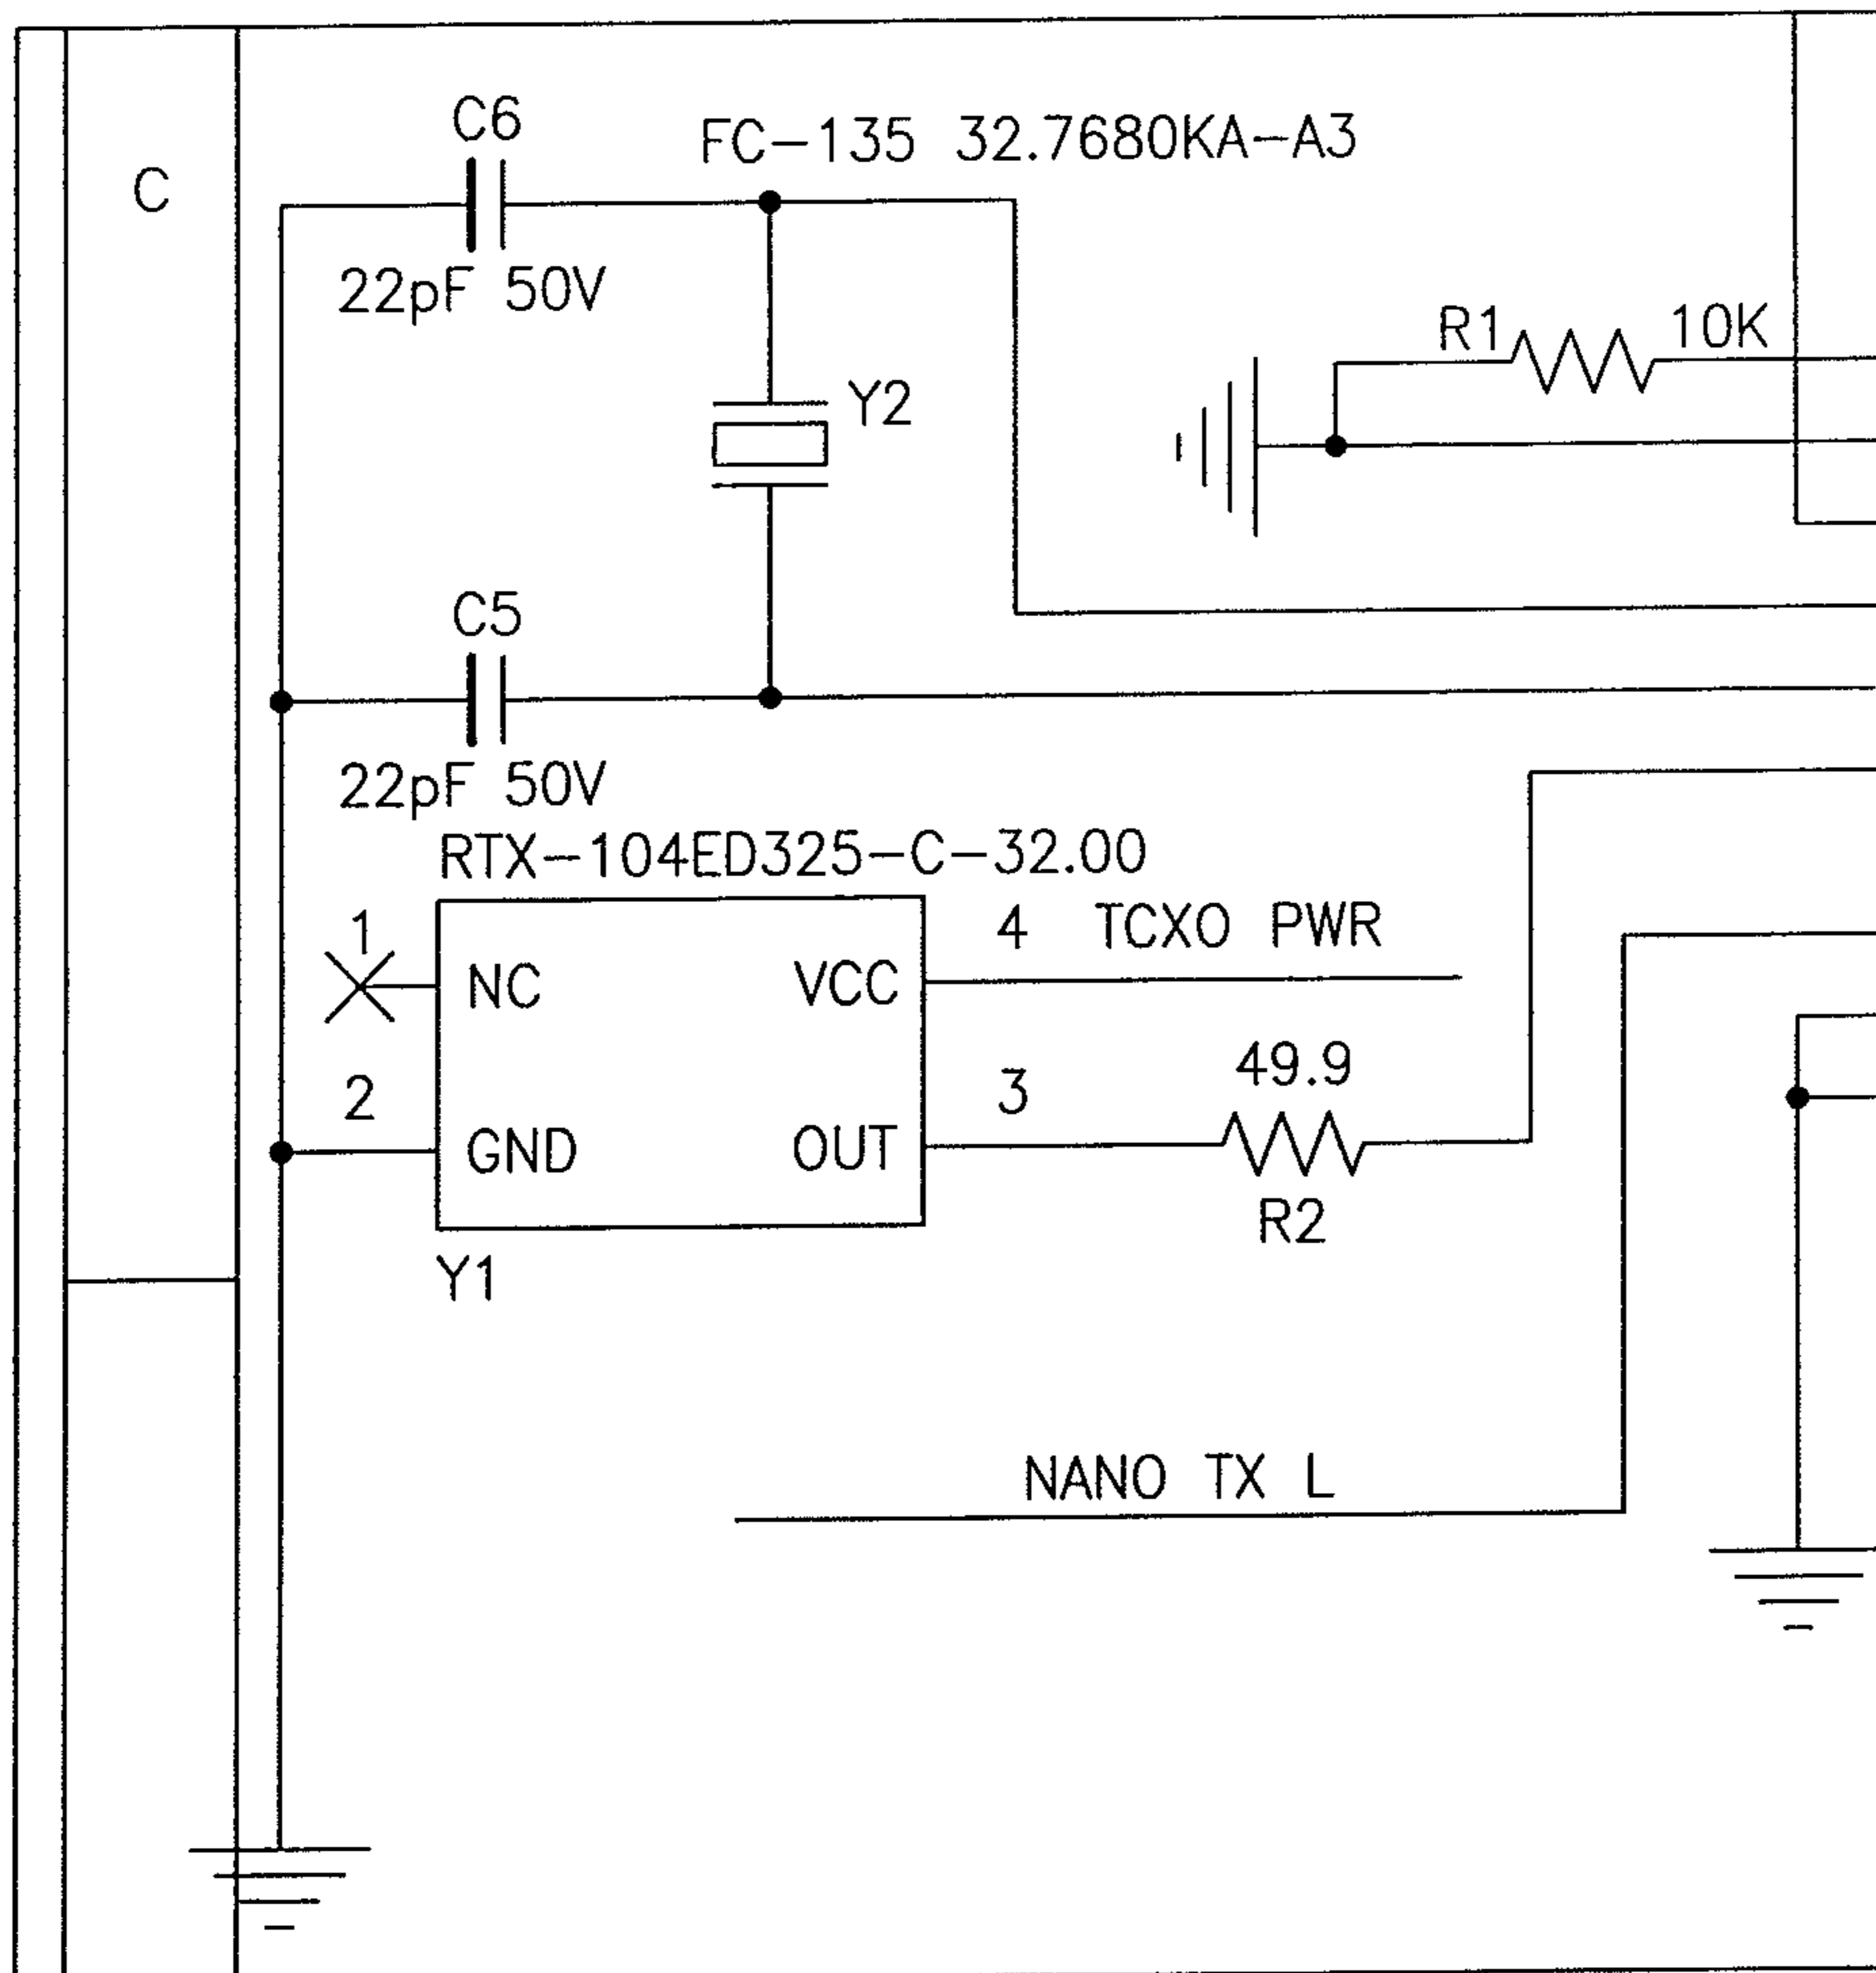 C6
FC-135 32.7680KA-A3
C
22pF 50V
R1 10K
Y2
C5
22pF 50V
RTX-104ED325-C-32.00
1
4 TCXO PWR
NC VCC
49.9
2
3
GND OUT
R2
Y1
NANO TX L